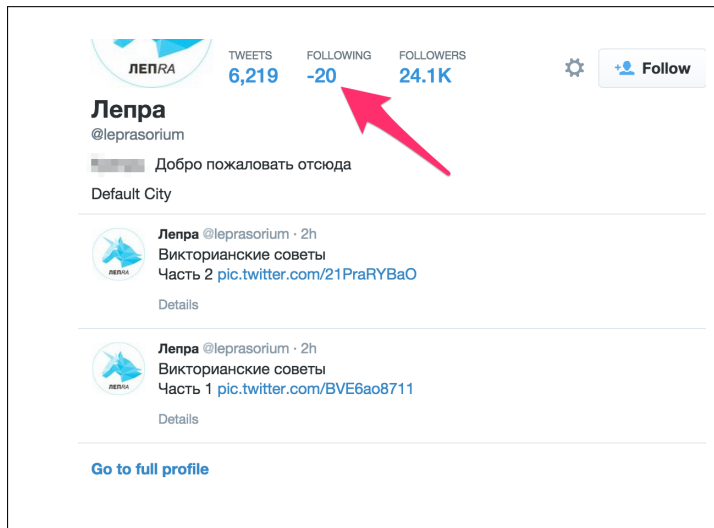 ЛЕПRA
TWEETS FOLLOWING FOLLOWERS
6,219 -20 24.1K
Follow
Лепра
@leprasorium
Добро пожаловать отсюда
Default City
Лепра @leprasorium · 2h
Викторианские советы
Часть 2 pic.twitter.com/21PraRYBaO
Details
ЛЕПRA
Лепра @leprasorium · 2h
Викторианские советы
Часть 1 pic.twitter.com/BVE6ao8711
Details
ЛЕПRA
Go to full profile